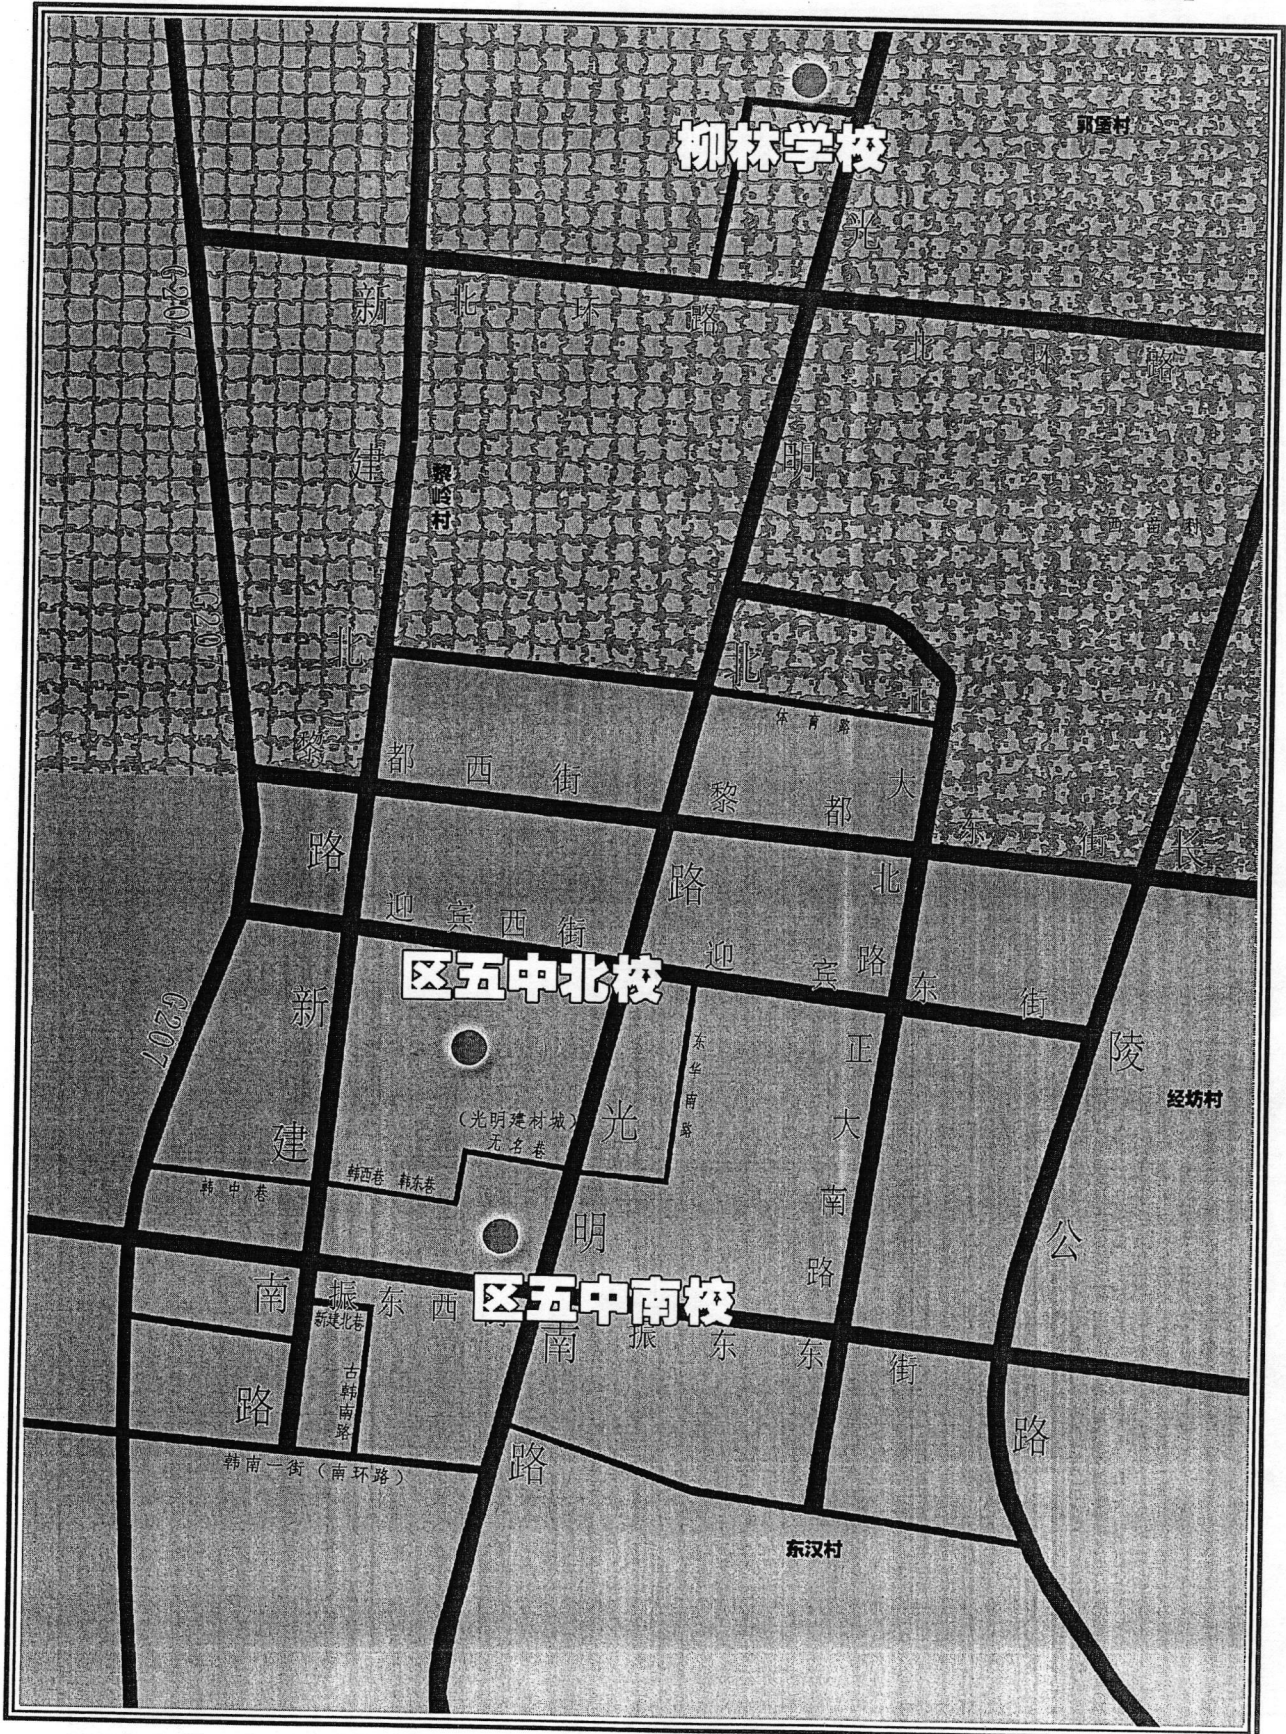 柳林学校
郭堡村
光
G207
新
北环路
北环路
明
建
黎岭村
G207
北
北
正
体育路
黎都西街
黎都东街
大
长
路
路
北
迎宾西街
路
迎宾东街
区五中北校
新
G207
东华南路
正
陵
经坊村
(光明建材城)
无名巷
光
大
建
韩中巷
韩西巷
韩东巷
南
明
公
路
区五中南校
南
振东西
新建北巷
南
振东东街
古韩南路
路
路
路
韩南一街(南环路)
东汉村